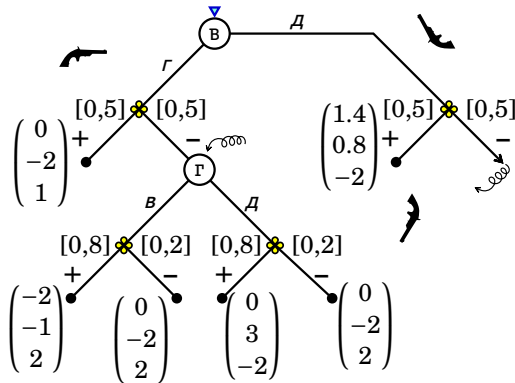 В
д
г
[0,5] [0,5]
[0,5] [0,5]
+ −
( 0 −2 1 )
( 1.4 0.8 −2 )
+ −
Г
в д
[0,8] [0,2]
[0,8] [0,2]
+ − + −
( −2 −1 2 )
( 0 −2 2 )
( 0 3 −2 )
( 0 −2 2 )